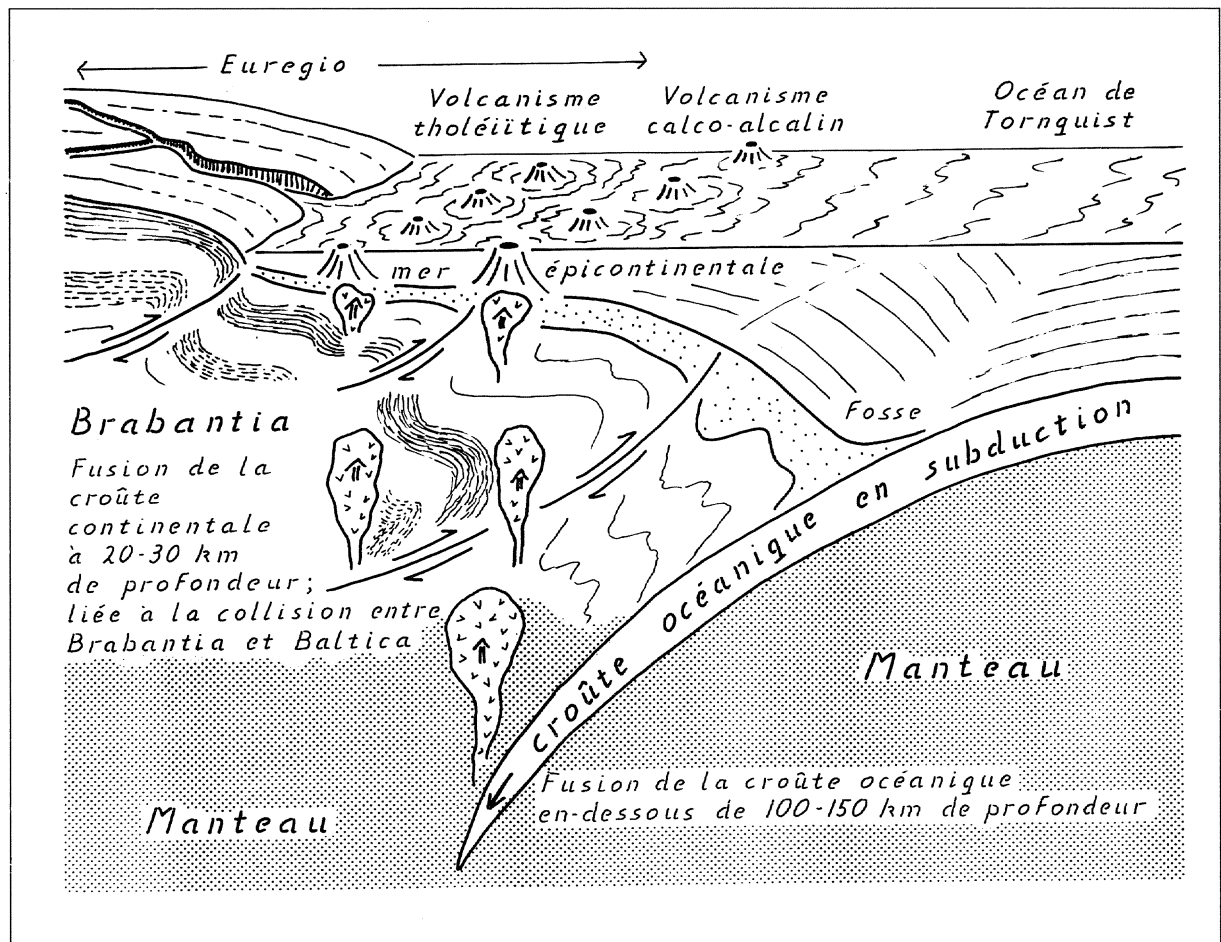 Euregio
Volcanisme
tholéiïtique
Volcanisme
calco-alcalin
Océan de
Tornquist
mer épicontinentale
Fosse
Brabantia
Fusion de la
croûte
continentale
à 20-30 km
de profondeur;
liée à la collision entre
Brabantia et Baltica
croûte océanique en subduction
Manteau
Fusion de la croûte océanique
en-dessous de 100-150 km de profondeur
Manteau